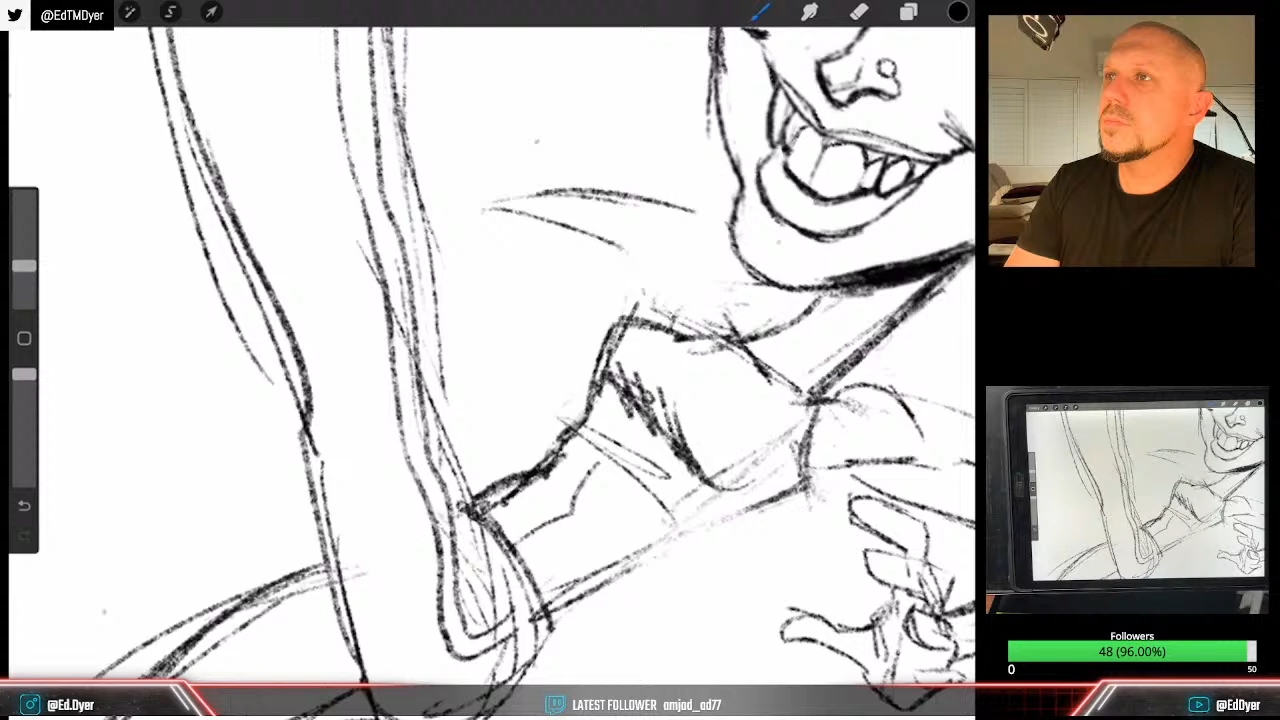 @EdTMDyer
Followers
48 (96.00%)
0
50
@Ed.Dyer
LATEST FOLLOWER amjad_ad77
@EdDyer